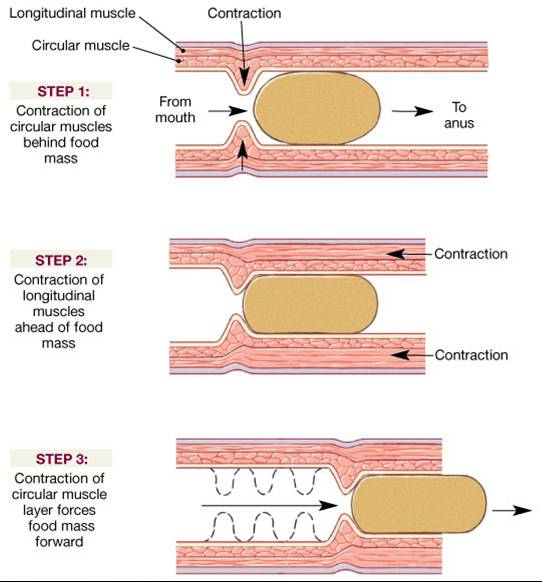 Longitudinal muscle
Contraction
Circular muscle
STEP 1:
Contraction of
circular muscles
behind food
mass
From
mouth
To
anus
STEP 2:
Contraction of
longitudinal
muscles
ahead of food
mass
Contraction
Contraction
STEP 3:
Contraction of
circular muscle
layer forces
food mass
forward